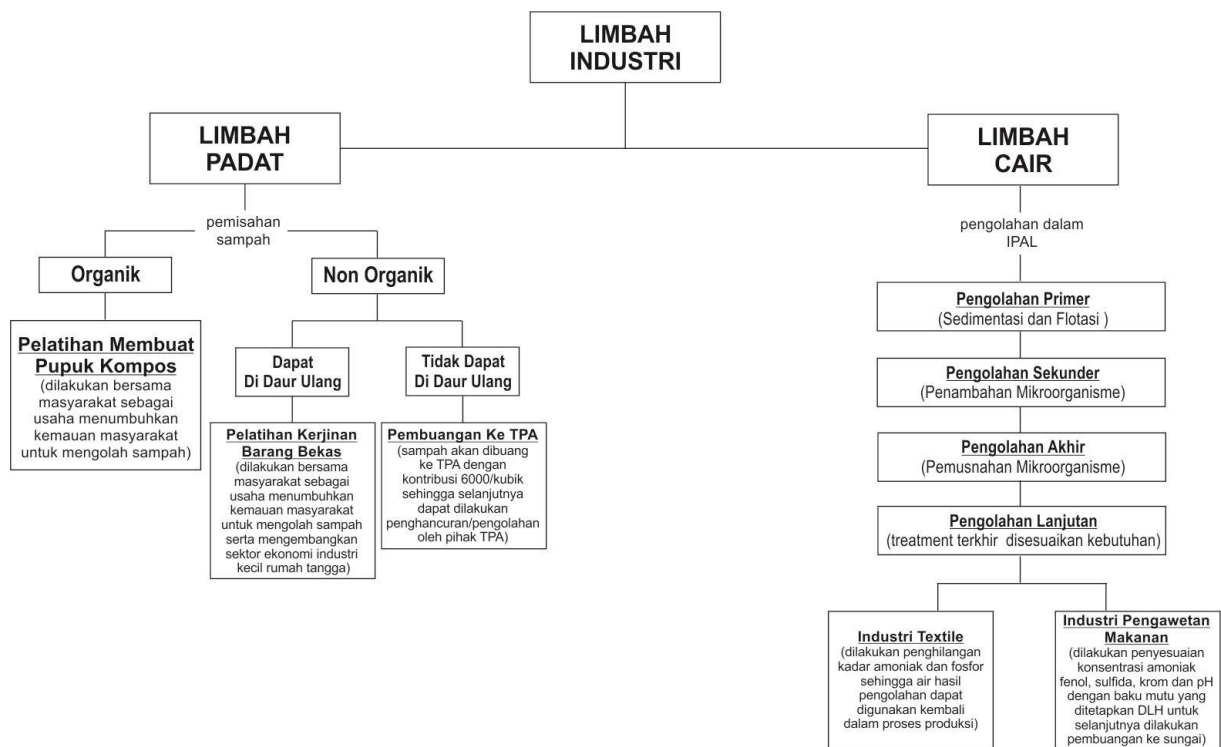 LIMBAH
INDUSTRI
LIMBAH
PADAT
pemisahan
sampah
Organik
Pelatihan Membuat
Pupuk Kompos
(dilakukan bersama
masyarakat sebagai
usaha menumbuhkan
kemauan masyarakat
untuk mengolah sampah)
Non Organik
Dapat
Di Daur Ulang
Pelatihan Kerjinan
Barang Bekas
(dilakukan bersama
masyarakat sebagai
usaha menumbuhkan
kemauan masyarakat
untuk mengolah sampah
serta mengembangkan
sektor ekonomi industri
kecil rumah tangga)
Tidak Dapat
Di Daur Ulang
Pembuangan Ke TPA
(sampah akan dibuang
ke TPA dengan
kontribusi 6000/kubik
sehingga selanjutnya
dapat dilakukan
penghancuran/pengolahan
oleh pihak TPA)
LIMBAH
CAIR
pengolahan dalam
IPAL
Pengolahan Primer
(Sedimentasi dan Flotasi )
Pengolahan Sekunder
(Penambahan Mikroorganisme)
Pengolahan Akhir
(Pemusnahan Mikroorganisme)
Pengolahan Lanjutan
(treatment terkhir disesuaikan kebutuhan)
Industri Textile
(dilakukan penghilangan
kadar amoniak dan fosfor
sehingga air hasil
pengolahan dapat
digunakan kembali
dalam proses produksi)
Industri Pengawetan
Makanan
(dilakukan penyesuaian
konsentrasi amoniak
fenol, sulfida, krom dan pH
dengan baku mutu yang
ditetapkan DLH untuk
selanjutnya dilakukan
pembuangan ke sungai)